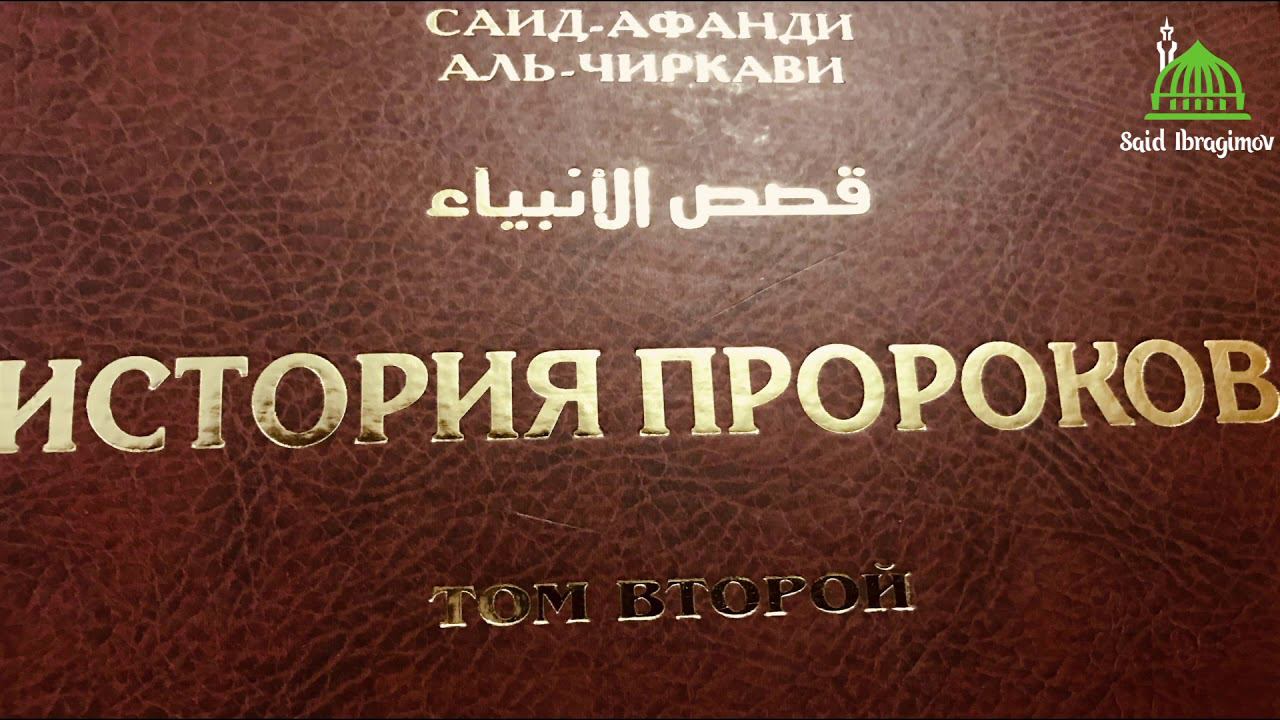 САИД-АФАНДИ
АЛЬ-ЧИРКАВИ
Said Ibragimov
قصص الأنبياء
ИСТОРИЯ ПРОРОКОВ
ТОМ ВТОРОЙ